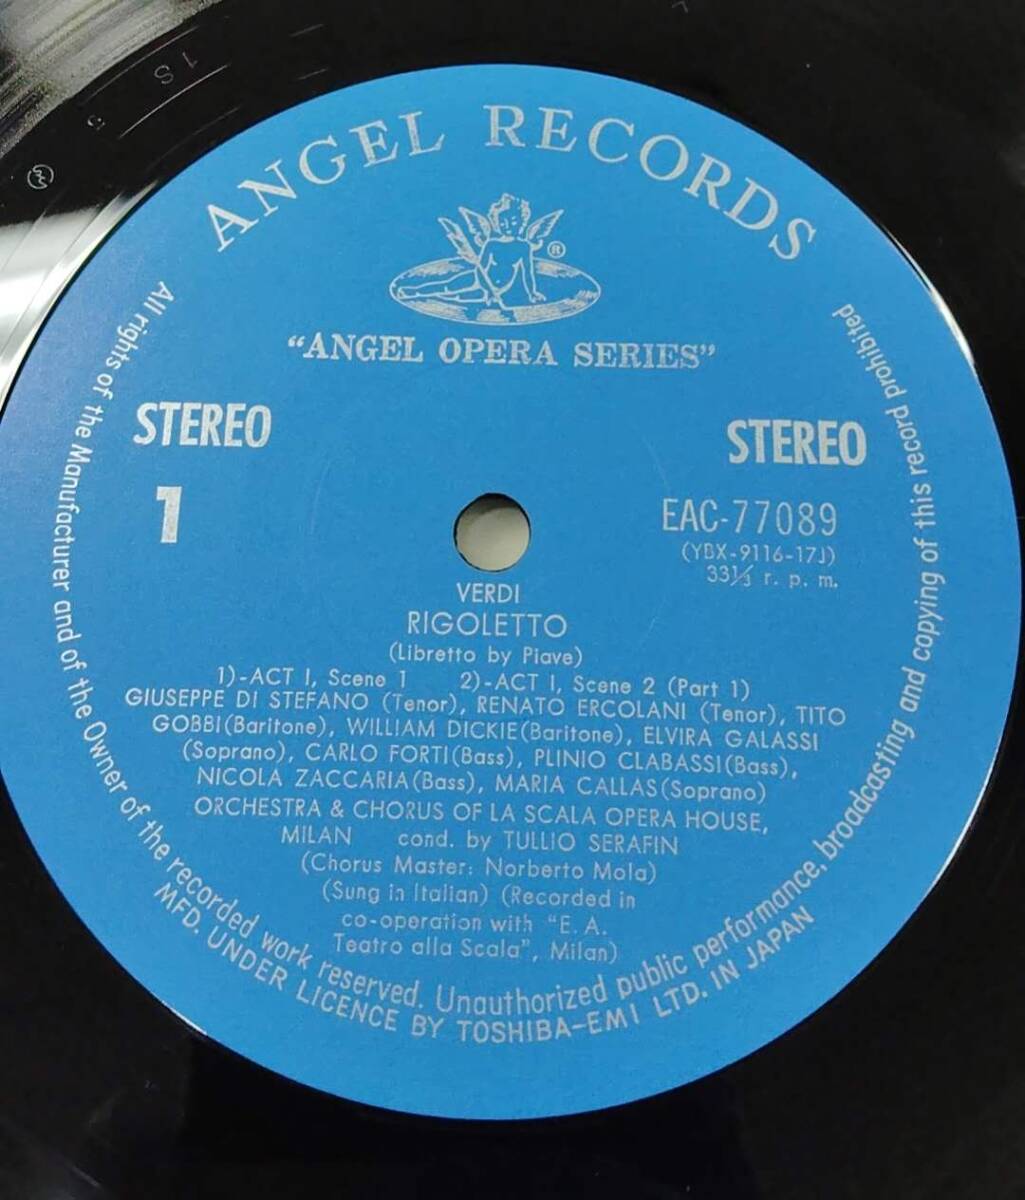 ANGEL RECORDS
®
"ANGEL OPERA SERIES"
STEREO
STEREO
1
EAC-77089
(YBX-9116-17J)
33⅓ r. p. m.
VERDI
RIGOLETTO
(Libretto by Piave)
1)-ACT I, Scene 1 2)-ACT I, Scene 2 (Part 1)
GIUSEPPE DI STEFANO (Tenor), RENATO ERCOLANI (Tenor), TITO
GOBBI(Baritone), WILLIAM DICKIE(Baritone), ELVIRA GALASSI
(Soprano), CARLO FORTI(Bass), PLINIO CLABASSI(Bass),
NICOLA ZACCARIA(Bass), MARIA CALLAS(Soprano)
ORCHESTRA & CHORUS OF LA SCALA OPERA HOUSE,
MILAN cond. by TULLIO SERAFIN
(Chorus Master: Norberto Mola)
(Sung in Italian) (Recorded in
co-operation with "E. A.
Teatro alla Scala", Milan)
All rights of the Manufacturer and of the Owner of the recorded work reserved. Unauthorized public performance, broadcasting and copying of this record prohibited
MFD. UNDER LICENCE BY TOSHIBA-EMI LTD. IN JAPAN
1S